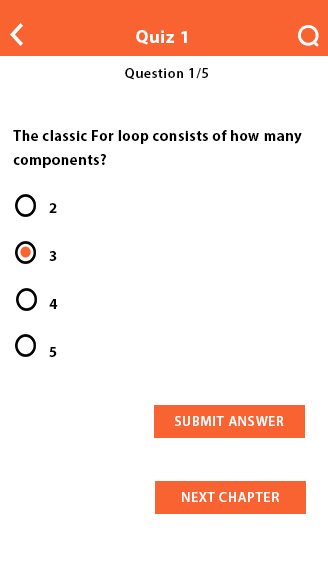 Quiz 1
Question 1/5
The classic For loop consists of how many
components?
2
3
4
5
SUBMIT ANSWER
NEXT CHAPTER